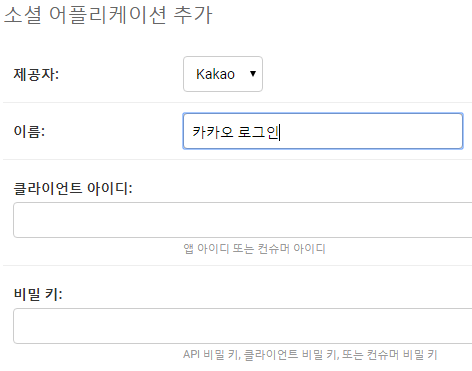 소셜 어플리케이션 추가
제공자:
Kakao
이름:
카카오 로그인
클라이언트 아이디:
앱 아이디 또는 컨슈머 아이디
비밀 키:
API 비밀 키, 클라이언트 비밀 키, 또는 컨슈머 비밀 키